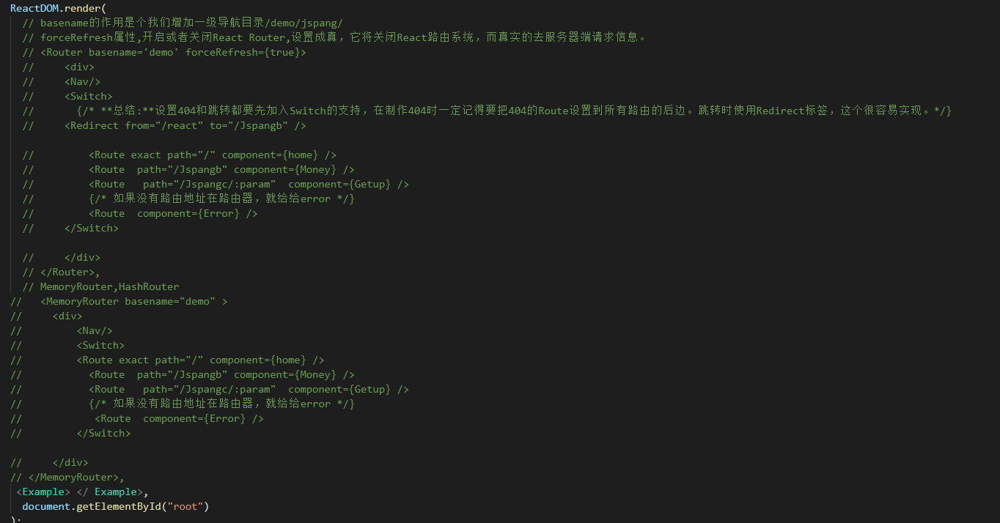 ReactDOM.render(
  // basename的作用是个我们增加一级导航目录/demo/jspang/
  // forceRefresh属性,开启或者关闭React Router,设置成真，它将关闭React路由系统，而真实的去服务器端请求信息。
  // <Router basename='demo' forceRefresh={true}>
  //     <div>
  //     <Nav/>
  //     <Switch>
  //       {/* **总结:**设置404和跳转都要先加入Switch的支持，在制作404时一定记得要把404的Route设置到所有路由的后边。跳转时使用Redirect标签，这个很容易实现。*/}
  //     <Redirect from="/react" to="/Jspangb" />
  //         <Route exact path="/" component={home} />
  //         <Route  path="/Jspangb" component={Money} />
  //         <Route   path="/Jspangc/:param"  component={Getup} />
  //         {/* 如果没有路由地址在路由器，就给给error */}
  //         <Route  component={Error} />
  //     </Switch>
  //     </div>
  // </Router>,
  // MemoryRouter,HashRouter
//   <MemoryRouter basename="demo" >
//     <div>
//         <Nav/>
//         <Switch>
//         <Route exact path="/" component={home} />
//           <Route  path="/Jspangb" component={Money} />
//           <Route   path="/Jspangc/:param"  component={Getup} />
//           {/* 如果没有路由地址在路由器，就给给error */}
//            <Route  component={Error} />
//         </Switch>
//     </div>
// </MemoryRouter>,
 <Example> </ Example>,
  document.getElementById("root")
);